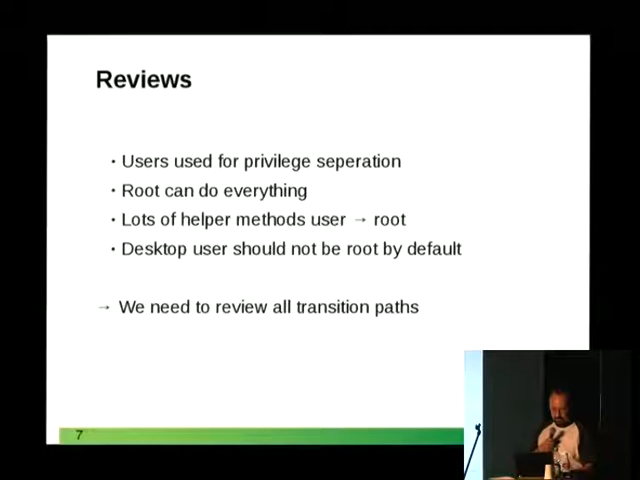 Reviews
• Users used for privilege seperation
• Root can do everything
• Lots of helper methods user → root
• Desktop user should not be root by default
→ We need to review all transition paths
7